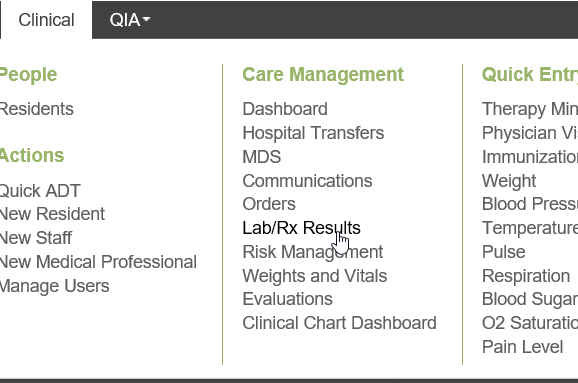 Clinical QIA
People
Residents
Actions
Quick ADT
New Resident
New Staff
New Medical Professional
Manage Users
Care Management
Dashboard
Hospital Transfers
MDS
Communications
Orders
Lab/Rx Results
Risk Management
Weights and Vitals
Evaluations
Clinical Chart Dashboard
Quick Entry
Therapy Min
Physician Vis
Immunization
Weight
Blood Pressu
Temperature
Pulse
Respiration
Blood Sugar
O2 Saturatio
Pain Level